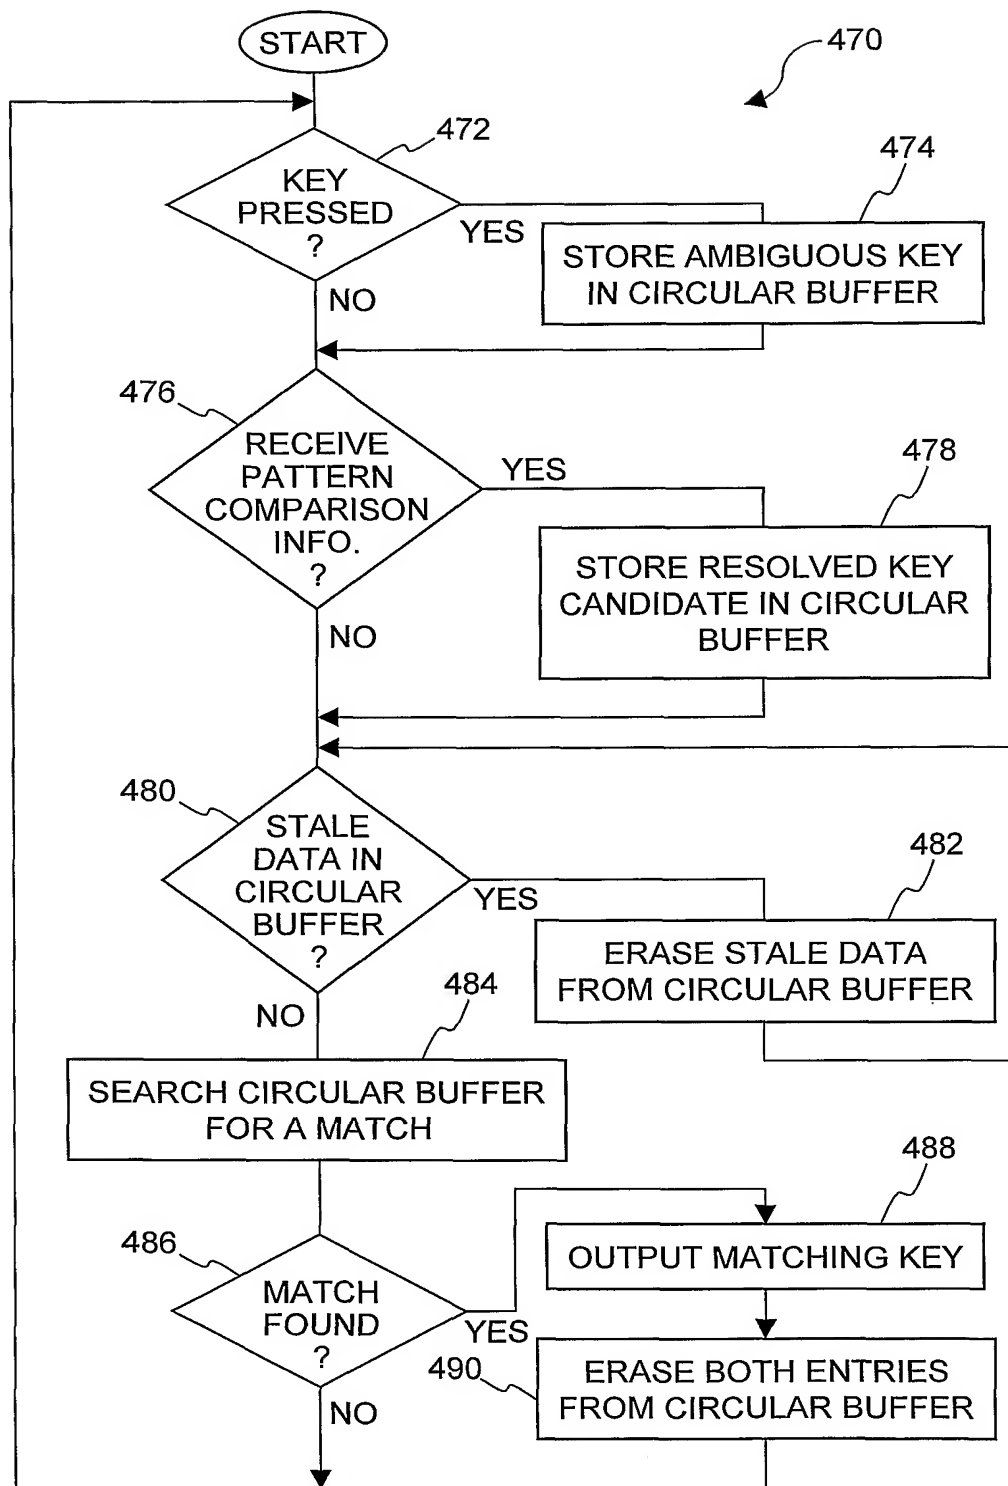 START
470
472
KEY
PRESSED
?
YES
474
STORE AMBIGUOUS KEY
IN CIRCULAR BUFFER
NO
476
RECEIVE
PATTERN
COMPARISON
INFO.
?
YES
478
STORE RESOLVED KEY
CANDIDATE IN CIRCULAR
BUFFER
NO
480
STALE
DATA IN
CIRCULAR
BUFFER
?
YES
482
ERASE STALE DATA
FROM CIRCULAR BUFFER
NO
484
SEARCH CIRCULAR BUFFER
FOR A MATCH
486
MATCH
FOUND
?
YES
488
OUTPUT MATCHING KEY
490
ERASE BOTH ENTRIES
FROM CIRCULAR BUFFER
NO